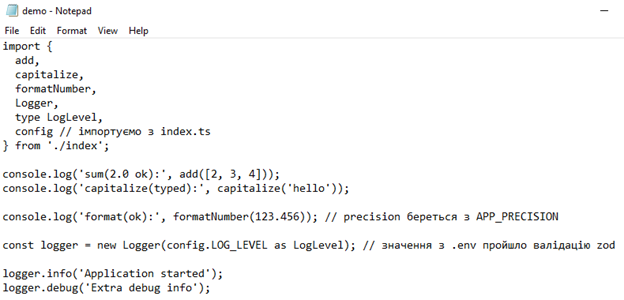 demo - Notepad
File Edit Format View Help
import {
  add,
  capitalize,
  formatNumber,
  Logger,
  type LogLevel,
  config // імпортуємо з index.ts
} from './index';

console.log('sum(2.0 ok):', add([2, 3, 4]));
console.log('capitalize(typed):', capitalize('hello'));

console.log('format(ok):', formatNumber(123.456)); // precision береться з APP_PRECISION

const logger = new Logger(config.LOG_LEVEL as LogLevel); // значення з .env пройшло валідацію zod

logger.info('Application started');
logger.debug('Extra debug info');